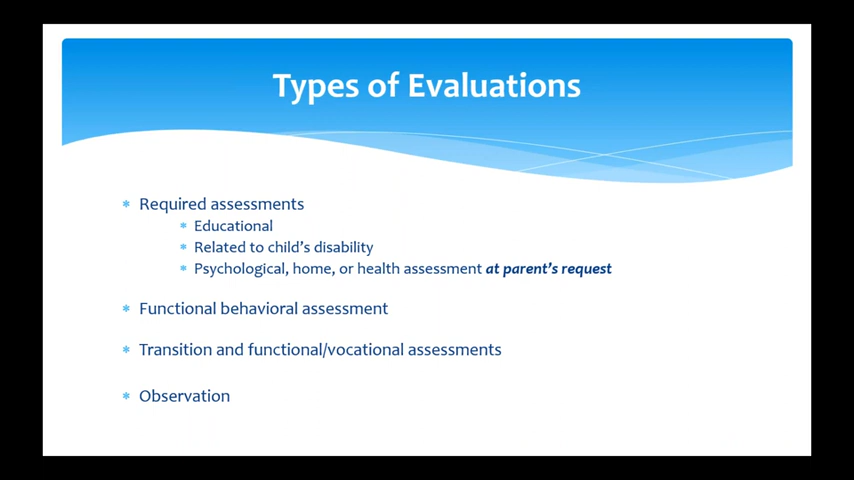 Types of Evaluations
* Required assessments
* Educational
* Related to child's disability
* Psychological, home, or health assessment at parent's request
* Functional behavioral assessment
* Transition and functional/vocational assessments
* Observation